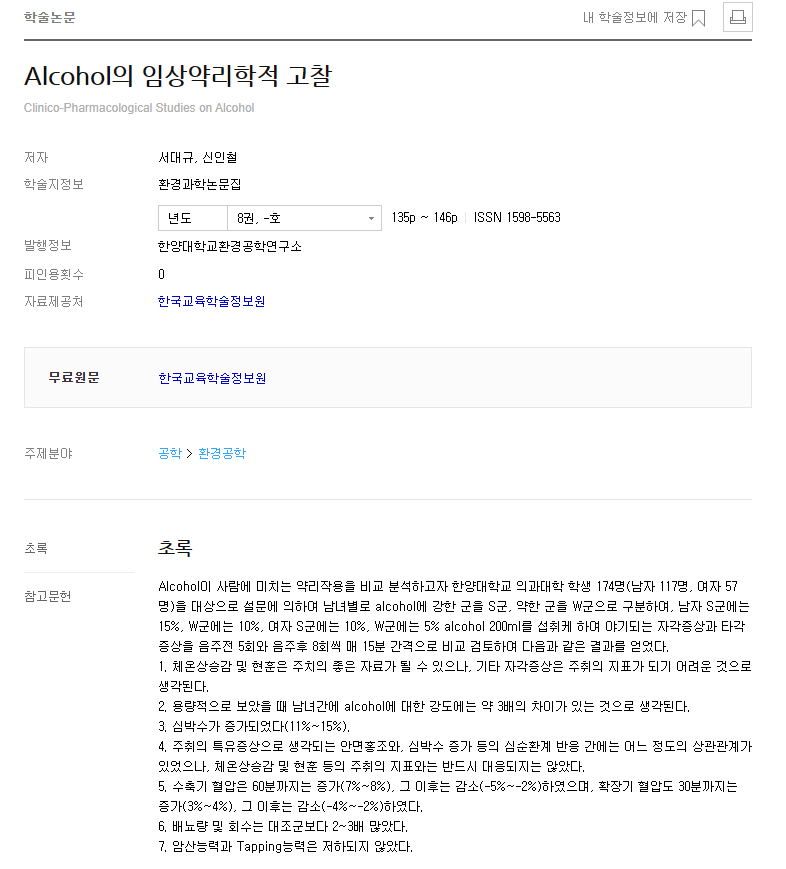 학술논문
내 학술정보에 저장
Alcohol의 임상약리학적 고찰
Clinico-Pharmacological Studies on Alcohol
저자 서대규, 신인철
학술지정보 환경과학논문집
년도 8권, -호 135p ~ 146p ISSN 1598-5563
발행정보 한양대학교환경공학연구소
피인용횟수 0
자료제공처 한국교육학술정보원
무료원문 한국교육학술정보원
주제분야 공학 > 환경공학
초록 초록
참고문헌
Alcohol이 사람에 미치는 약리작용을 비교 분석하고자 한양대학교 의과대학 학생 174명(남자 117명, 여자 57
명)을 대상으로 설문에 의하여 남녀별로 alcohol에 강한 군을 S군, 약한 군을 W군으로 구분하여, 남자 S군에는
15%, W군에는 10%, 여자 S군에는 10%, W군에는 5% alcohol 200ml를 섭취케 하여 야기되는 자각증상과 타각
증상을 음주전 5회와 음주후 8회씩 매 15분 간격으로 비교 검토하여 다음과 같은 결과를 얻었다.
1. 체온상승감 및 현훈은 주취의 좋은 자료가 될 수 있으나, 기타 자각증상은 주취의 지표가 되기 어려운 것으로
생각된다.
2. 용량적으로 보았을 때 남녀간에 alcohol에 대한 강도에는 약 3배의 차이가 있는 것으로 생각된다.
3. 심박수가 증가되었다(11%~15%).
4. 주취의 특유증상으로 생각되는 안면홍조와, 심박수 증가 등의 심순환계 반응 간에는 어느 정도의 상관관계가
있었으나, 체온상승감 및 현훈 등의 주취의 지표와는 반드시 대응되지는 않았다.
5. 수축기 혈압은 60분까지는 증가(7%~8%), 그 이후는 감소(-5%~-2%)하였으며, 확장기 혈압도 30분까지는
증가(3%~4%), 그 이후는 감소(-4%~-2%)하였다.
6. 배뇨량 및 회수는 대조군보다 2~3배 많았다.
7. 암산능력과 Tapping능력은 저하되지 않았다.